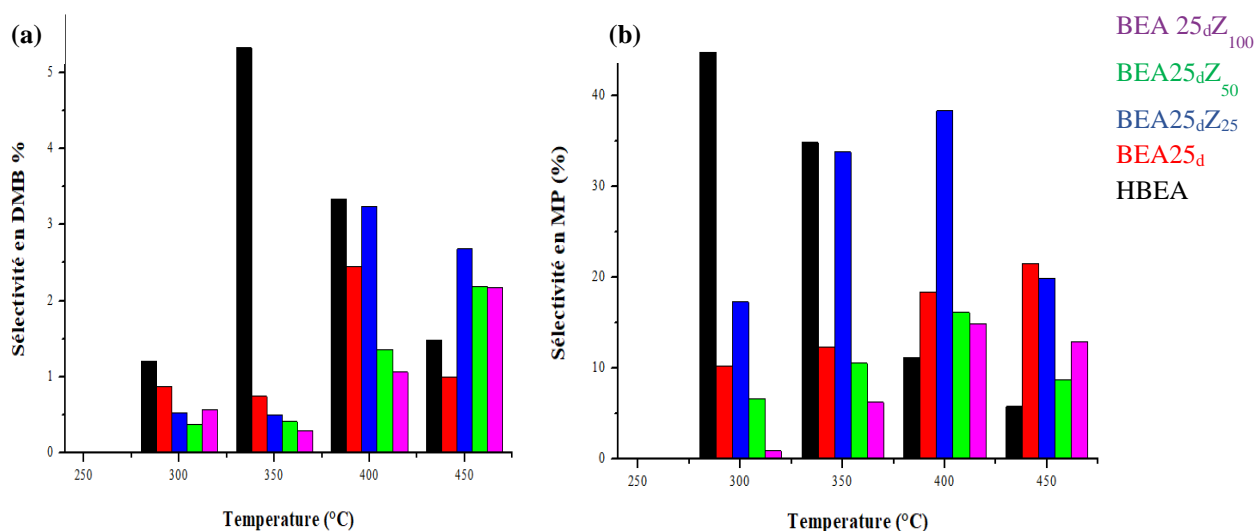 (a)
Sélectivité en DMB %
5
4
3
2
1
0
250 300 350 400 450
Temperature (°C)
(b)
Sélectivité en MP (%)
40
30
20
10
0
250 300 350 400 450
Temperature (°C)
BEA 25dZ100
BEA25dZ50
BEA25dZ25
BEA25d
HBEA